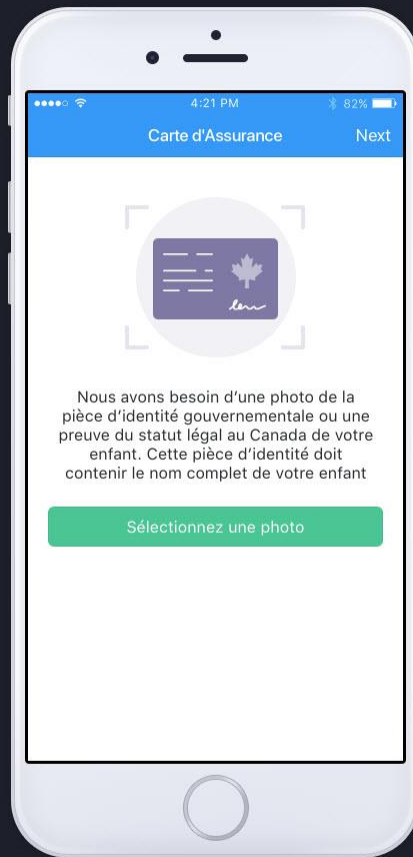 4:21 PM
82%
Carte d'Assurance
Next
Nous avons besoin d'une photo de la
pièce d'identité gouvernementale ou une
preuve du statut légal au Canada de votre
enfant. Cette pièce d'identité doit
contenir le nom complet de votre enfant
Sélectionnez une photo